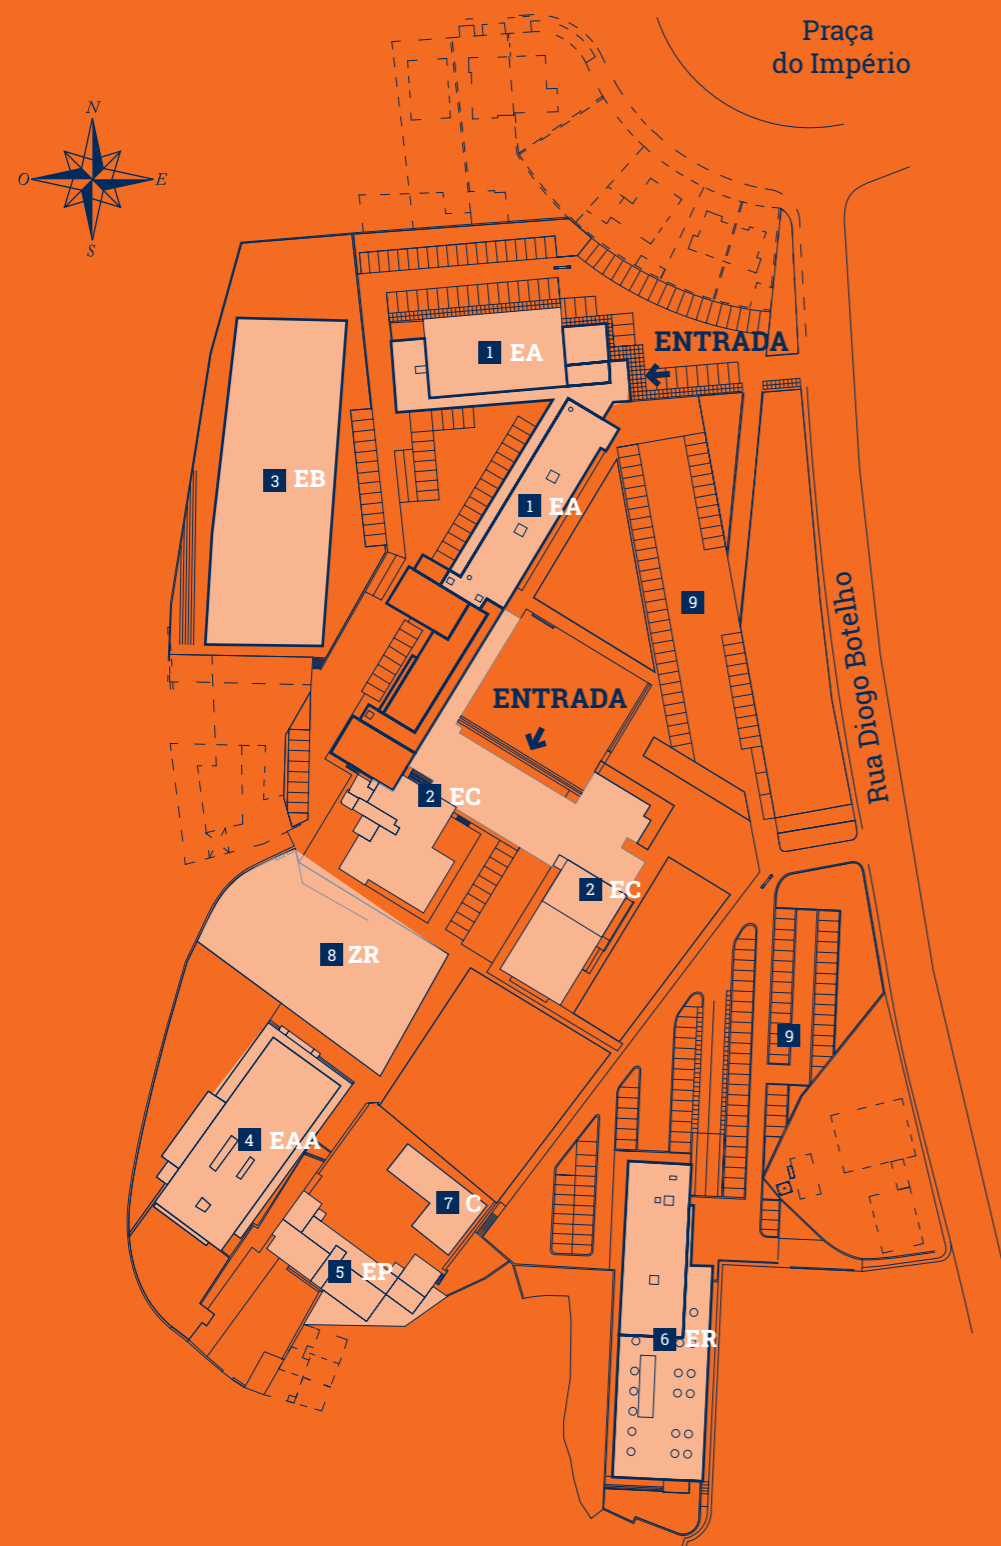 Praça
do Império
N
O
E
S
ENTRADA
1 EA
3 EB
1 EA
9
Rua Diogo Botelho
ENTRADA
2 EC
2 EC
8 ZR
9
4 EAA
7 C
5 EP
6 ER